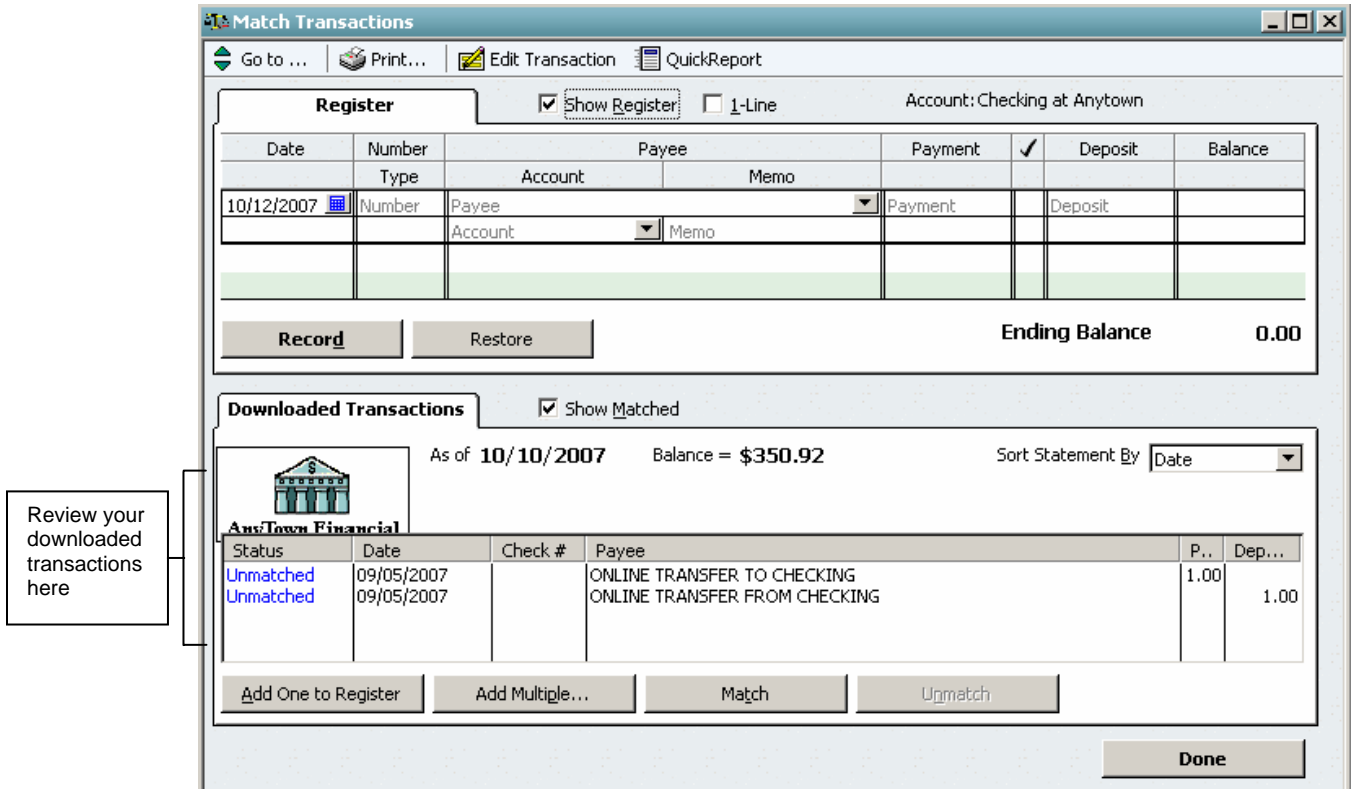 Match Transactions
Go to ... Print... Edit Transaction QuickReport
Register Show Register 1-Line Account: Checking at Anytown
Date Number Payee Payment ✓ Deposit Balance
Type Account Memo
10/12/2007 Number Payee Payment Deposit
Account Memo
Record Restore Ending Balance 0.00
Downloaded Transactions Show Matched
As of 10/10/2007 Balance = $350.92 Sort Statement By Date
$
AnyTown Financial
Review your
downloaded
transactions
here
Status Date Check # Payee P.. Dep...
Unmatched 09/05/2007 ONLINE TRANSFER TO CHECKING 1.00
Unmatched 09/05/2007 ONLINE TRANSFER FROM CHECKING 1.00
Add One to Register Add Multiple... Match Unmatch
Done